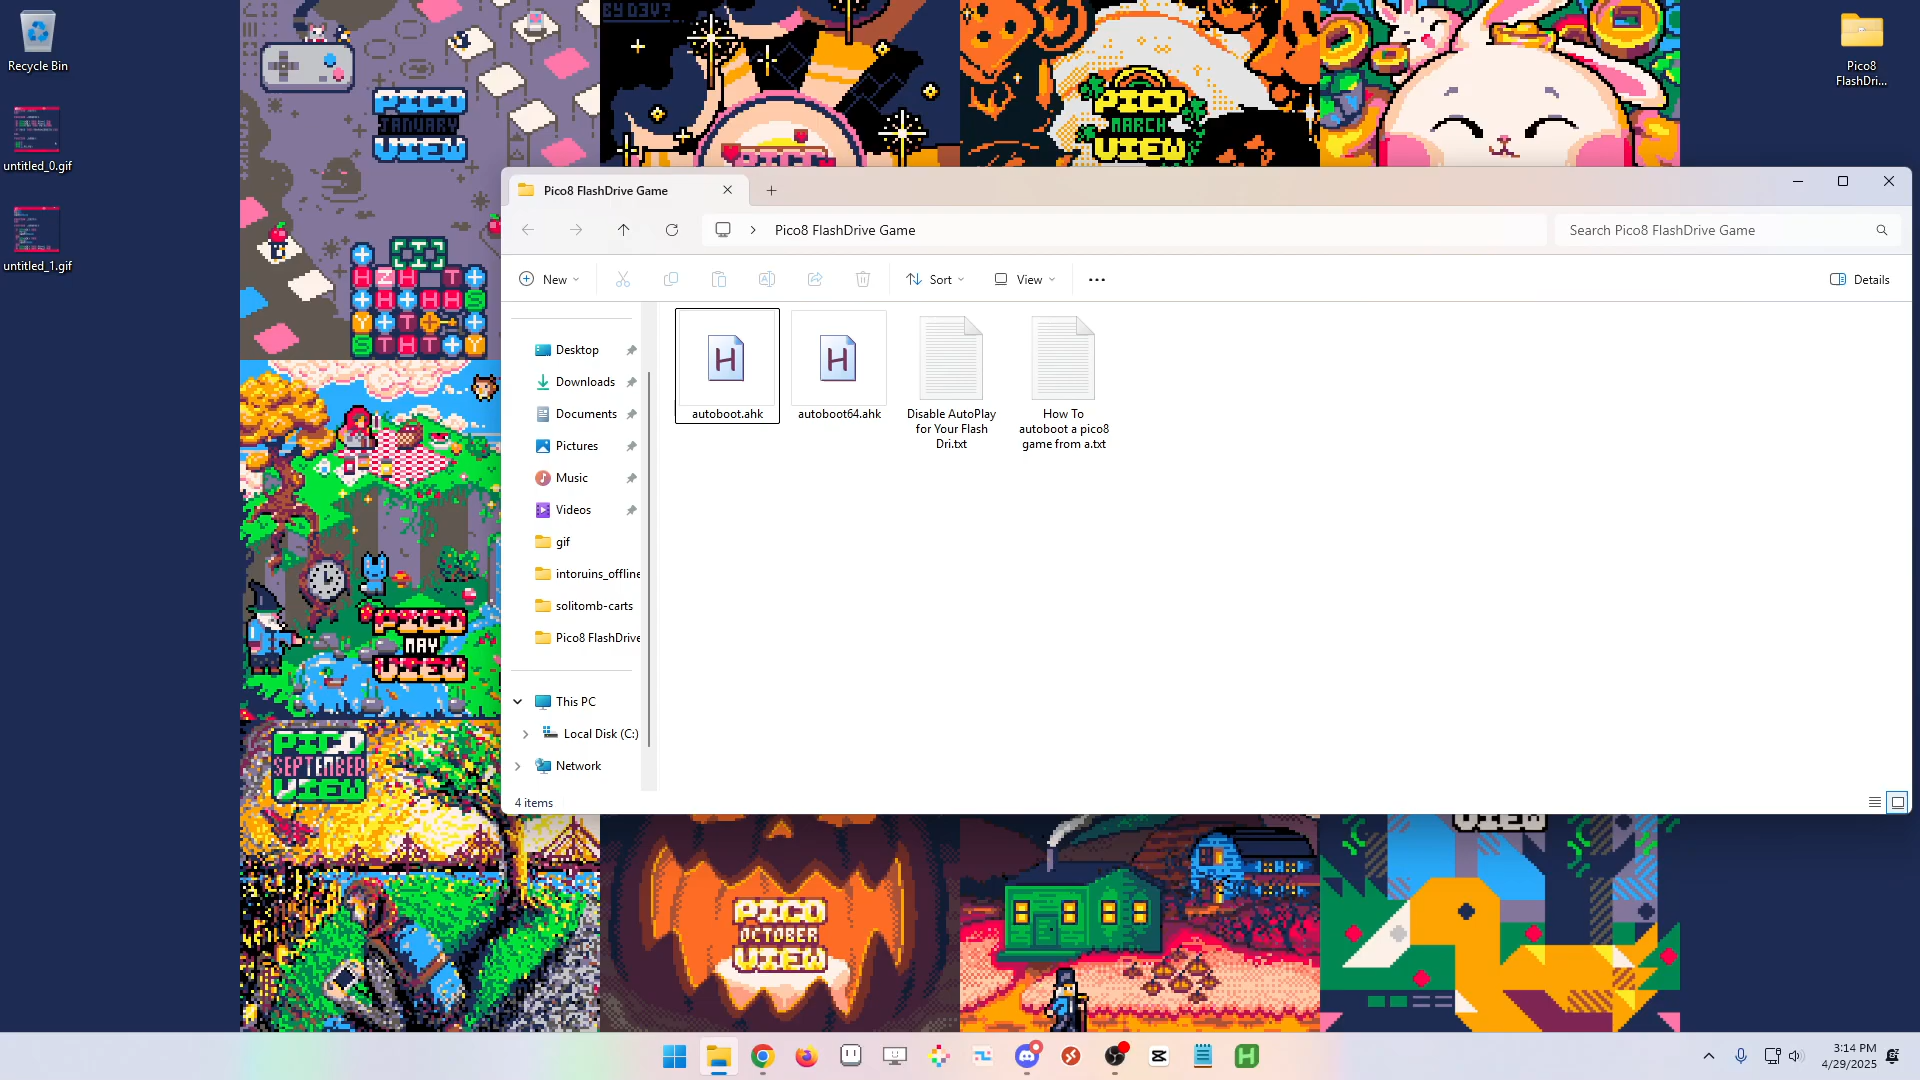 Recycle Bin
untitled_0.gif
untitled_1.gif
Pico8
FlashDri...
BY D3V?
PICO
JANUARY
VIEW
PICO
PICO
MARCH
VIEW
Pico8 FlashDrive Game
Pico8 FlashDrive Game
Search Pico8 FlashDrive Game
New
Sort
View
Details
Desktop
Downloads
Documents
Pictures
Music
Videos
gif
intoruins_offline
solitomb-carts
Pico8 FlashDrive
This PC
Local Disk (C:)
Network
autoboot.ahk
autoboot64.ahk
Disable AutoPlay
for Your Flash
Dri.txt
How To
autoboot a pico8
game from a.txt
4 items
PICO
MAY
VIEW
PICO
SEPTEMBER
VIEW
PICO
OCTOBER
VIEW
VIEW
3:14 PM
4/29/2025